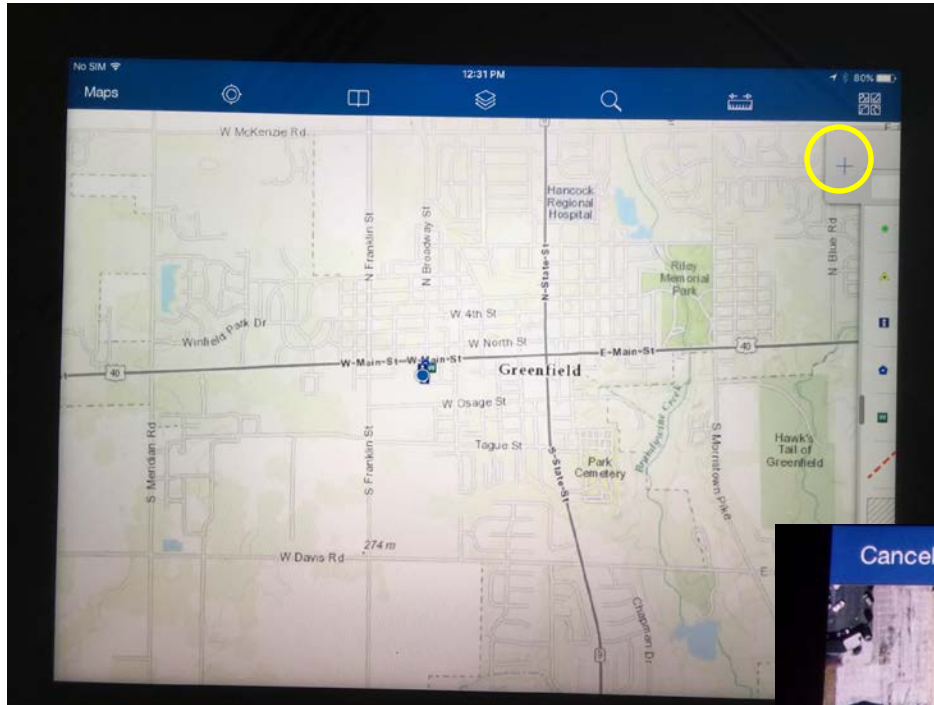 No SIM
12:31 PM
80%
Maps
W McKenzie Rd
Hancock
Regional
Hospital
N Franklin St
N Broadway St
N-State-St
N Blue Rd
Riley
Memorial
Park
W 4th St
Winfield Park Dr
W North St
W-Main-St-W-Main-St
E-Main-St
40
40
Greenfield
W Osage St
S Meridian Rd
S Franklin St
Tague St
S-State-St
Park
Cemetery
Brandywine Creek
S Morristown Pike
Hawk's
Tail of
Greenfield
274 m
W Davis Rd
E
Chapman Dr
Cancel